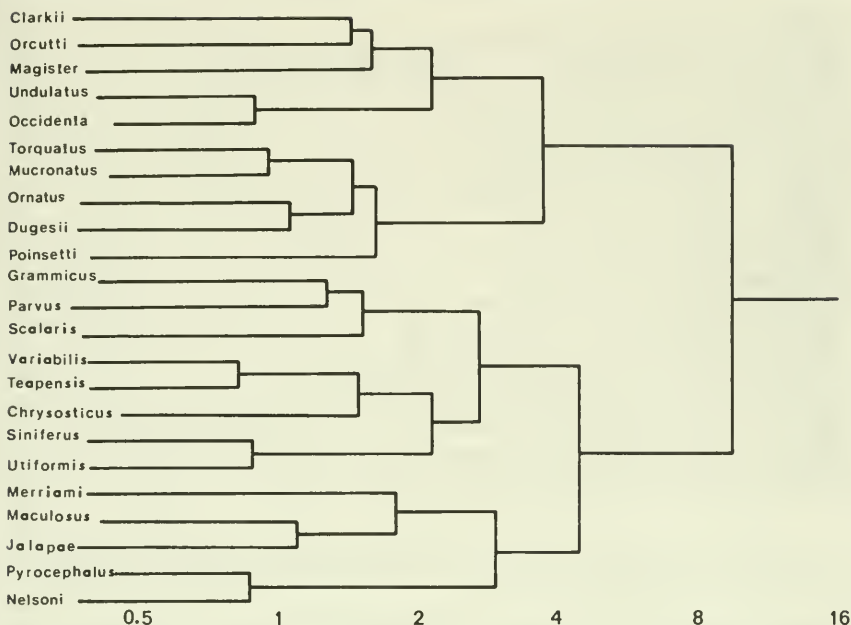 Clarkii
Orcutti
Magister
Undulatus
Occidenta
Torquatus
Mucronatus
Ornatus
Dugesii
Poinsetti
Grammicus
Parvus
Scalaris
Variabilis
Teapensis
Chrysosticus
Siniferus
Utiformis
Merriami
Maculosus
Jalapae
Pyrocephalus
Nelsoni
0.5 1 2 4 8 16